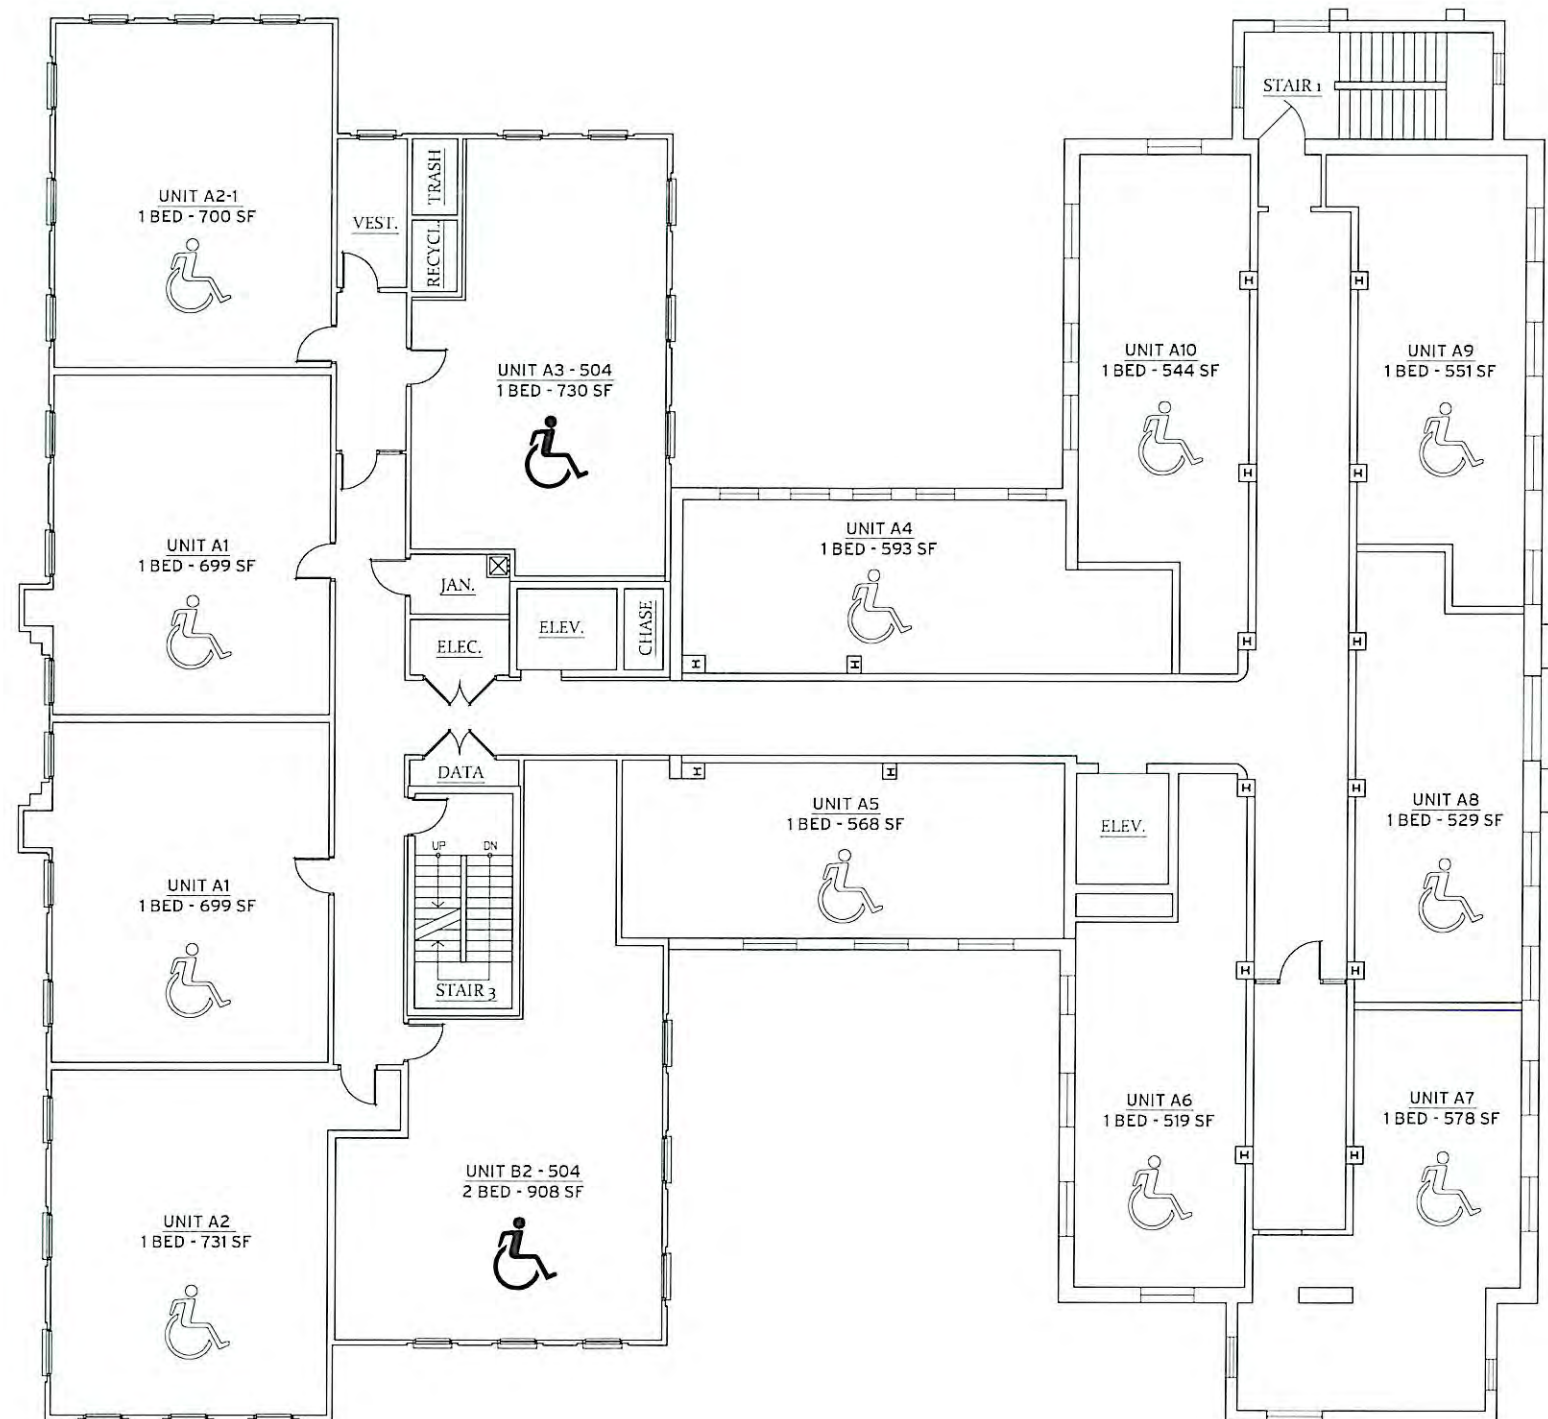 STAIR 1
UNIT A2-1
1 BED - 700 SF
VEST.
TRASH
RECYCL.
UNIT A3 - 504
1 BED - 730 SF
UNIT A10
1 BED - 544 SF
UNIT A9
1 BED - 551 SF
UNIT A1
1 BED - 699 SF
UNIT A4
1 BED - 593 SF
JAN.
ELEC.
ELEV.
CHASE
DATA
UNIT A5
1 BED - 568 SF
ELEV.
UNIT A8
1 BED - 529 SF
UP
DN
UNIT A1
1 BED - 699 SF
STAIR 3
UNIT A6
1 BED - 519 SF
UNIT A7
1 BED - 578 SF
UNIT B2 - 504
2 BED - 908 SF
UNIT A2
1 BED - 731 SF